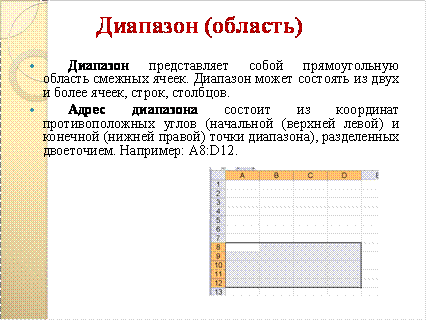 Диапазон (область)
Диапазон представляет собой прямоугольную
область смежных ячеек. Диапазон может состоять из двух
и более ячеек, строк, столбцов.
Адрес диапазона состоит из координат
противоположных углов (начальной (верхней левой) и
конечной (нижней правой) точки диапазона), разделенных
двоеточием. Например: A8:D12.
A B C D E
1
2
3
4
5
6
7
8
9
10
11
12
13